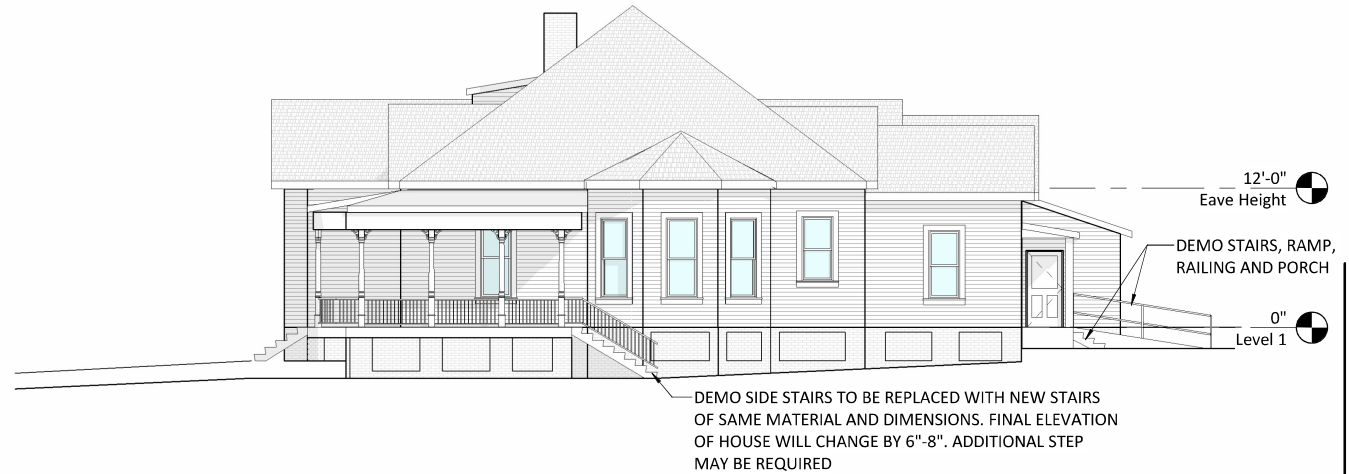 12'-0"
Eave Height
DEMO STAIRS, RAMP,
RAILING AND PORCH
0"
Level 1
DEMO SIDE STAIRS TO BE REPLACED WITH NEW STAIRS
OF SAME MATERIAL AND DIMENSIONS. FINAL ELEVATION
OF HOUSE WILL CHANGE BY 6"-8". ADDITIONAL STEP
MAY BE REQUIRED